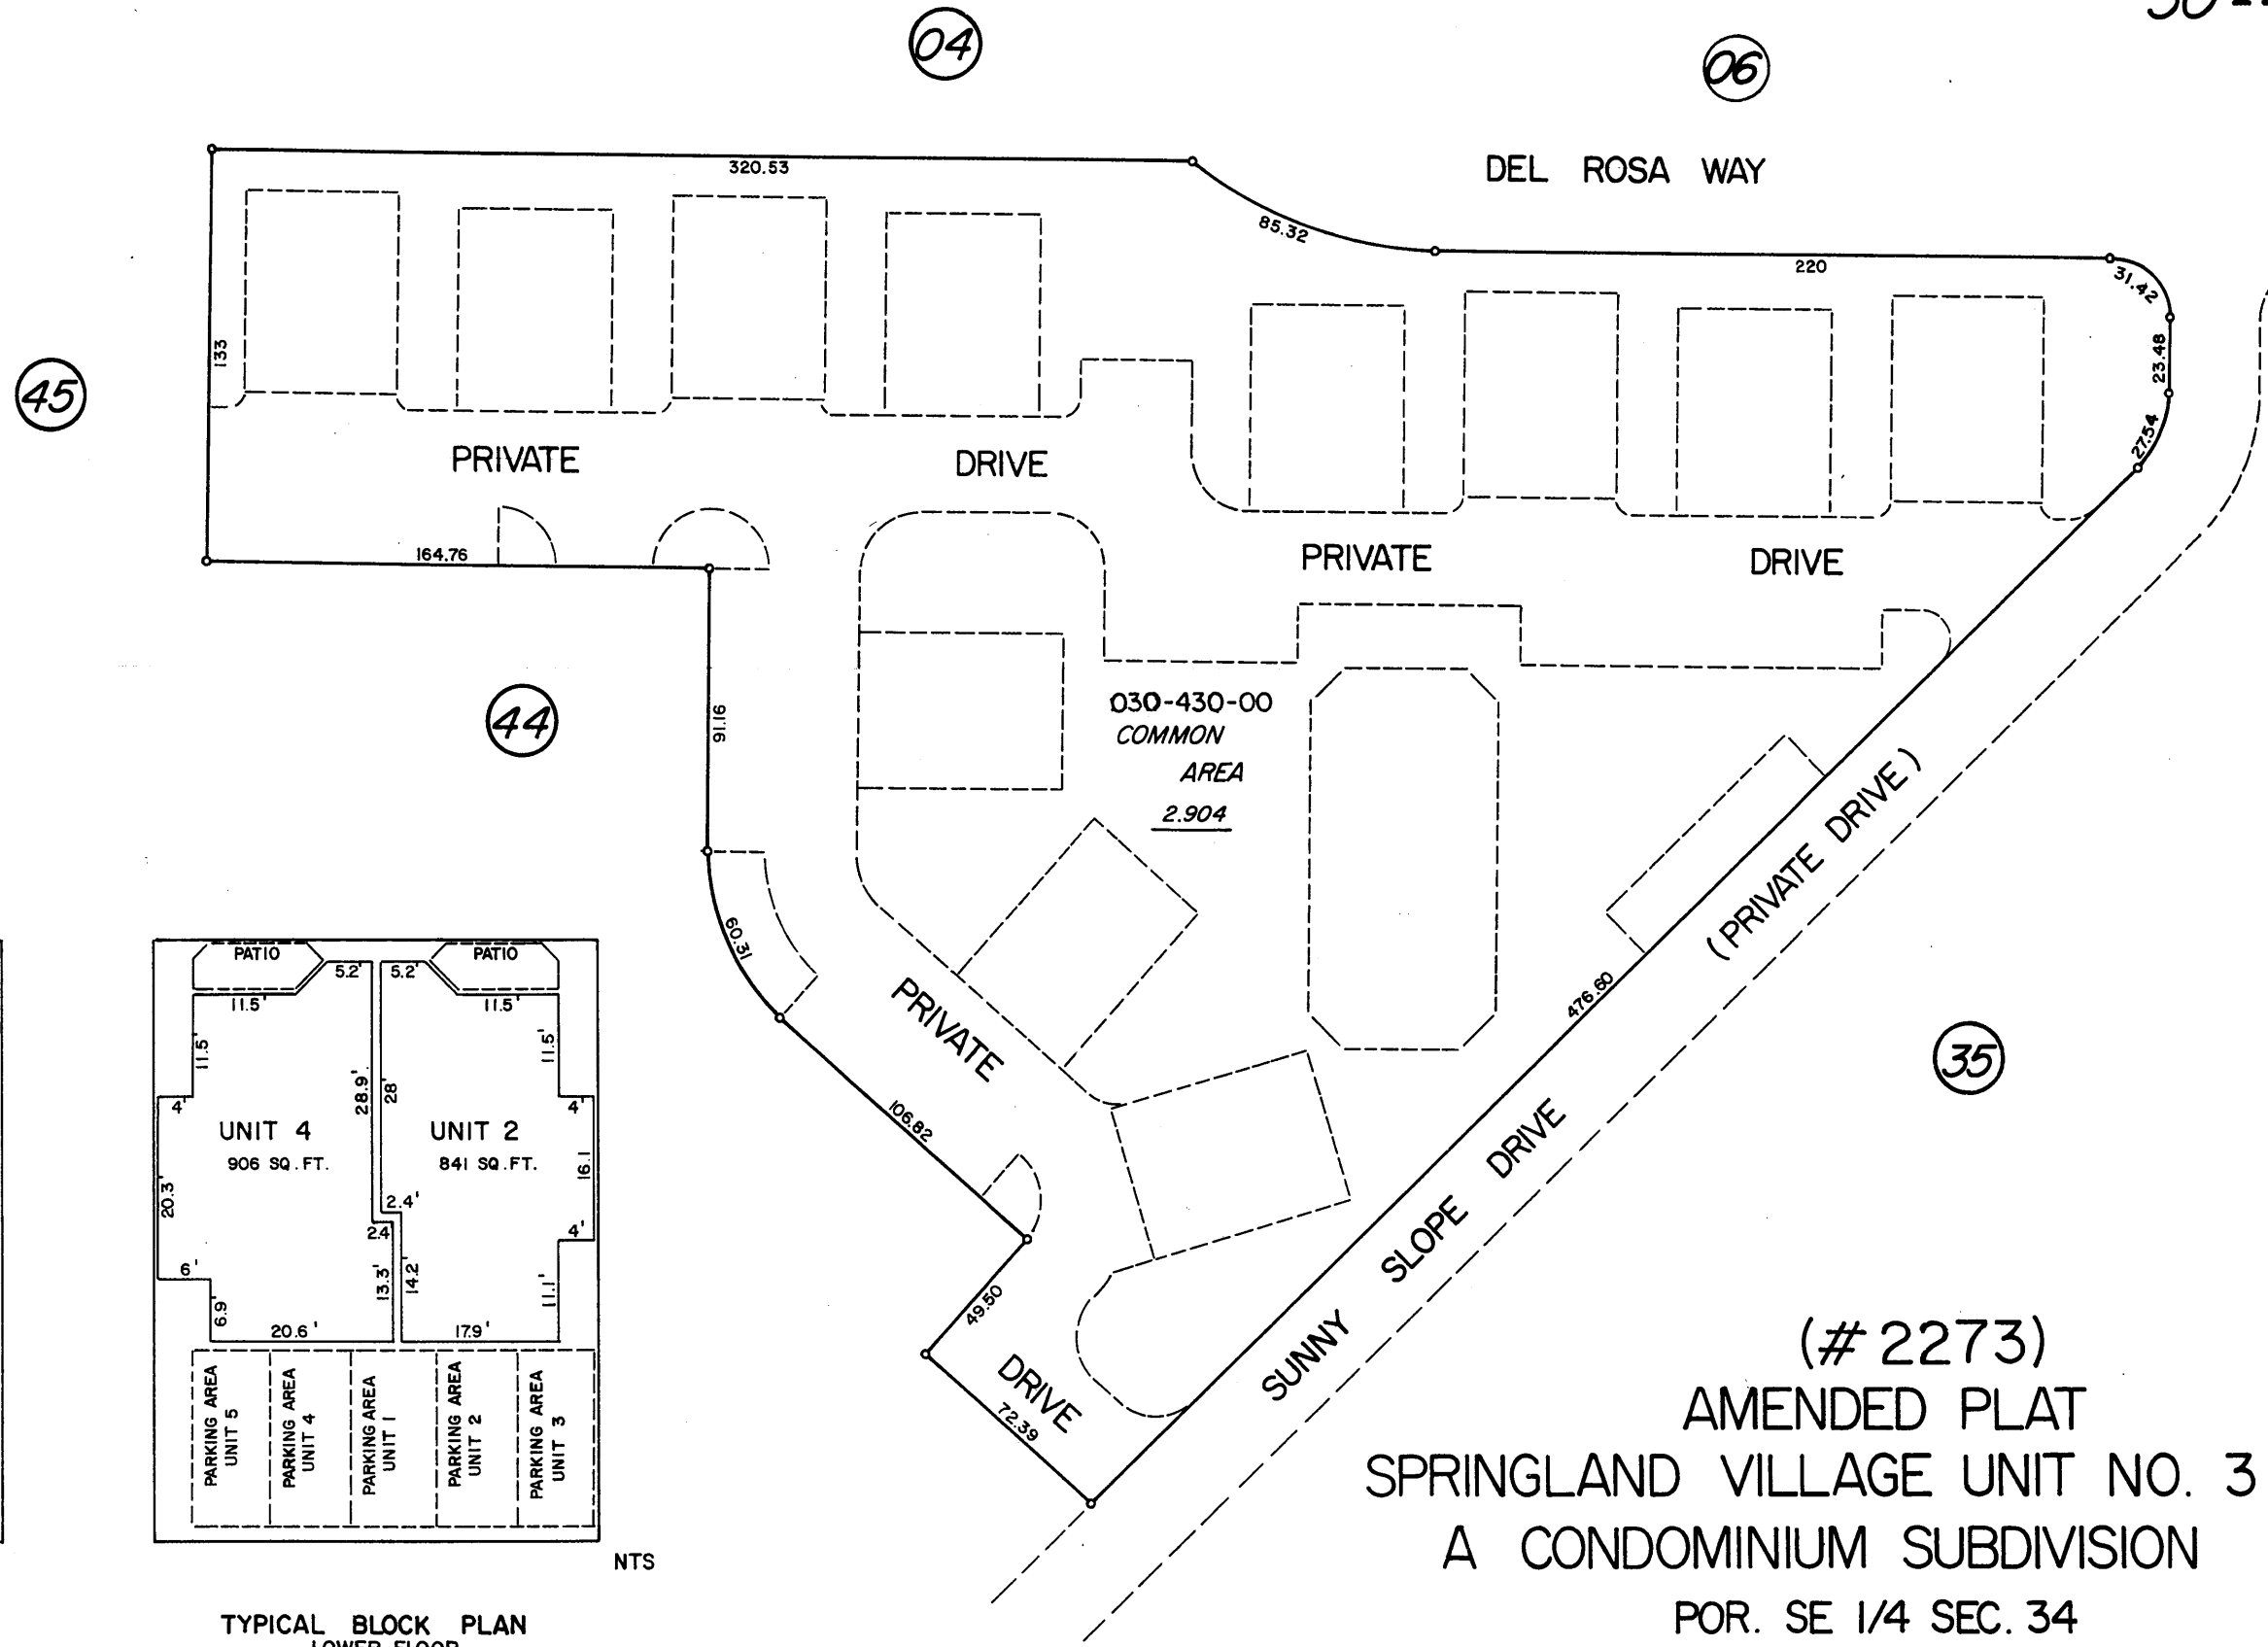 04
06
DEL ROSA WAY
320.53
85.32
220
31.42
23.48
27.54
133
45
PRIVATE DRIVE
164.76
PRIVATE DRIVE
91.16
44
030-430-00
COMMON
AREA
2.904
(PRIVATE DRIVE)
60.31
476.60
PRIVATE
DRIVE
106.82
49.50
72.39
SUNNY SLOPE DRIVE
35
PATIO PATIO
5.2' 5.2'
11.5' 11.5'
11.5' 11.5'
28.9' 28'
4' 4'
UNIT 4 UNIT 2
906 SQ.FT. 841 SQ.FT.
20.3' 16.1
2.4'
2.4 4'
6' 13.3' 14.2' 11.1'
6.9'
20.6' 17.9'
PARKING AREA UNIT 5
PARKING AREA UNIT 4
PARKING AREA UNIT 1
PARKING AREA UNIT 2
PARKING AREA UNIT 3
NTS
TYPICAL BLOCK PLAN
LOWER FLOOR
(#2273)
AMENDED PLAT
SPRINGLAND VILLAGE UNIT NO. 3
A CONDOMINIUM SUBDIVISION
POR. SE 1/4 SEC. 34